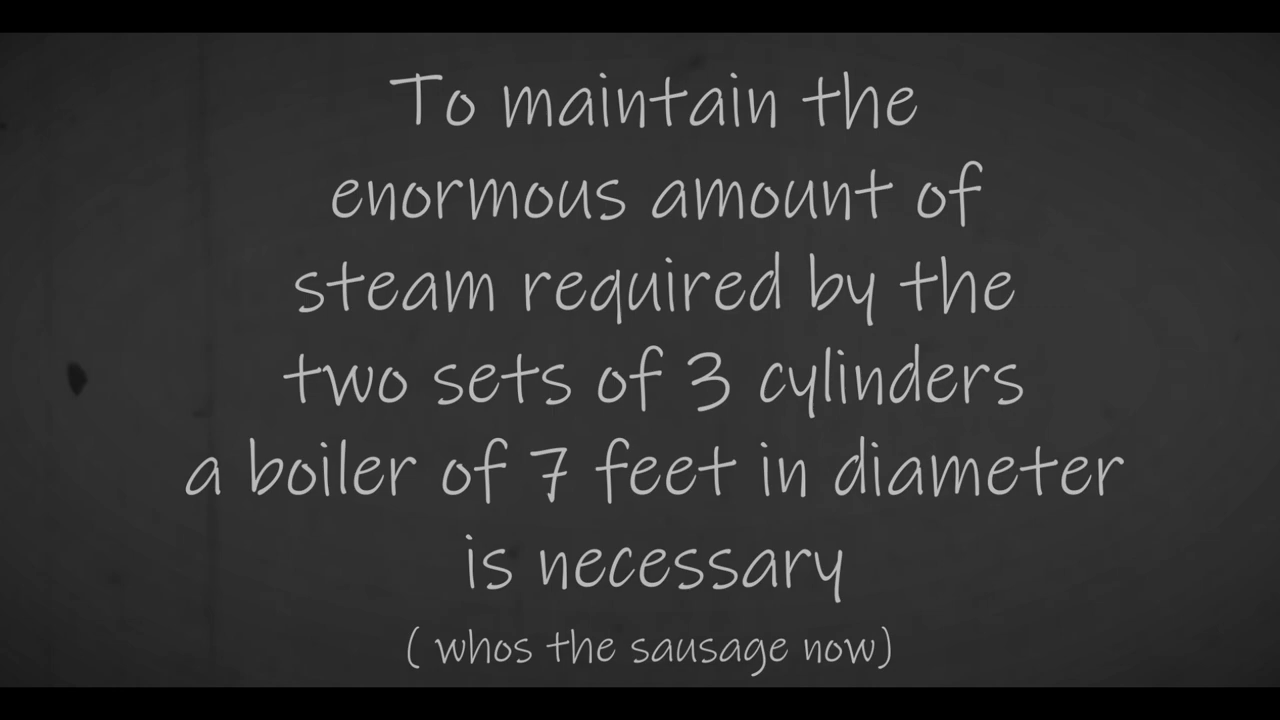 To maintain the
enormous amount of
steam required by the
two sets of 3 cylinders
a boiler of 7 feet in diameter
is necessary
( whos the sausage now)